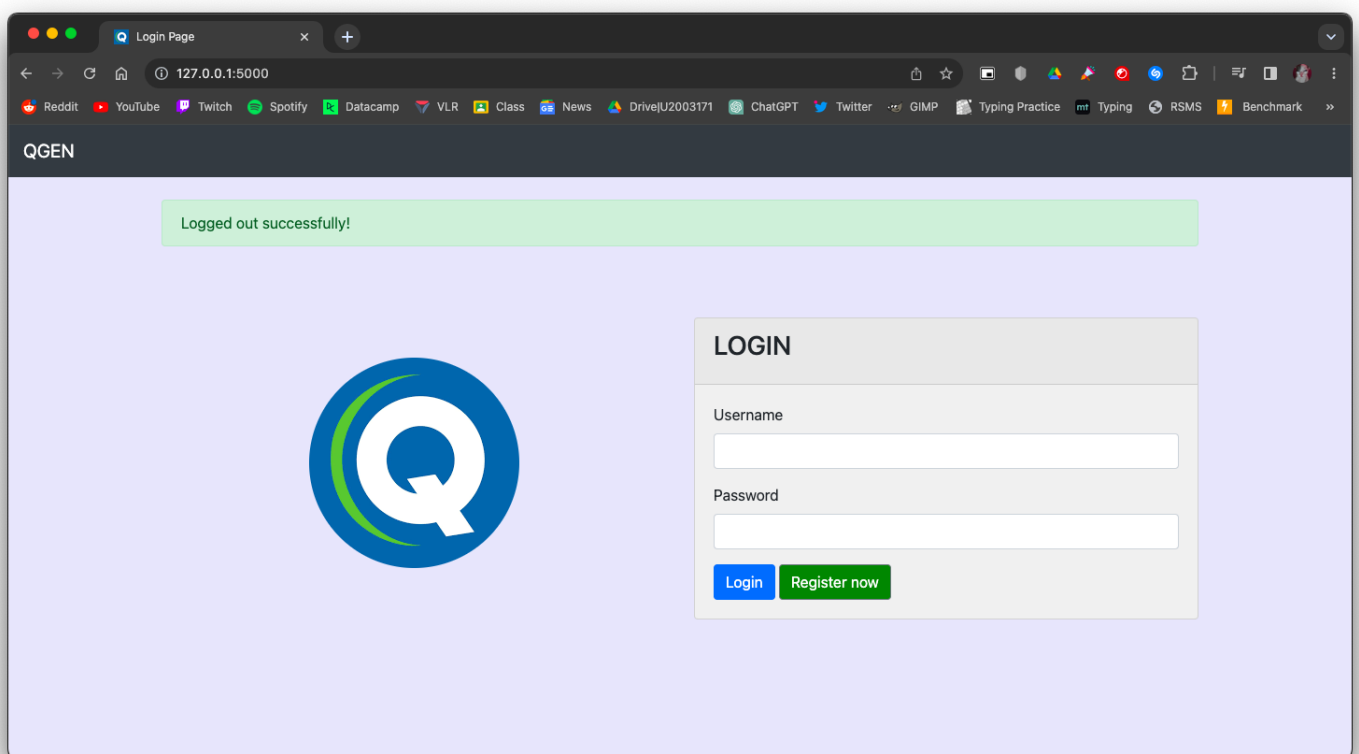 Login Page
127.0.0.1:5000
Reddit YouTube Twitch Spotify Datacamp VLR Class News Drive|U2003171 ChatGPT Twitter GIMP Typing Practice mt Typing RSMS Benchmark »
QGEN
Logged out successfully!
LOGIN
Username
Password
Login Register now